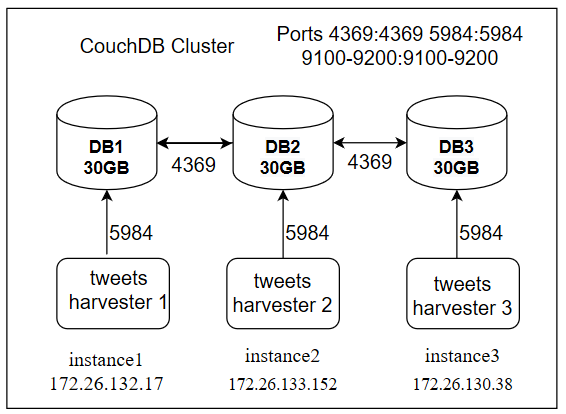 CouchDB Cluster
Ports 4369:4369 5984:5984
9100-9200:9100-9200
DB1
30GB
4369
DB2
30GB
4369
DB3
30GB
5984
5984
5984
tweets
harvester 1
tweets
harvester 2
tweets
harvester 3
instance1
172.26.132.17
instance2
172.26.133.152
instance3
172.26.130.38